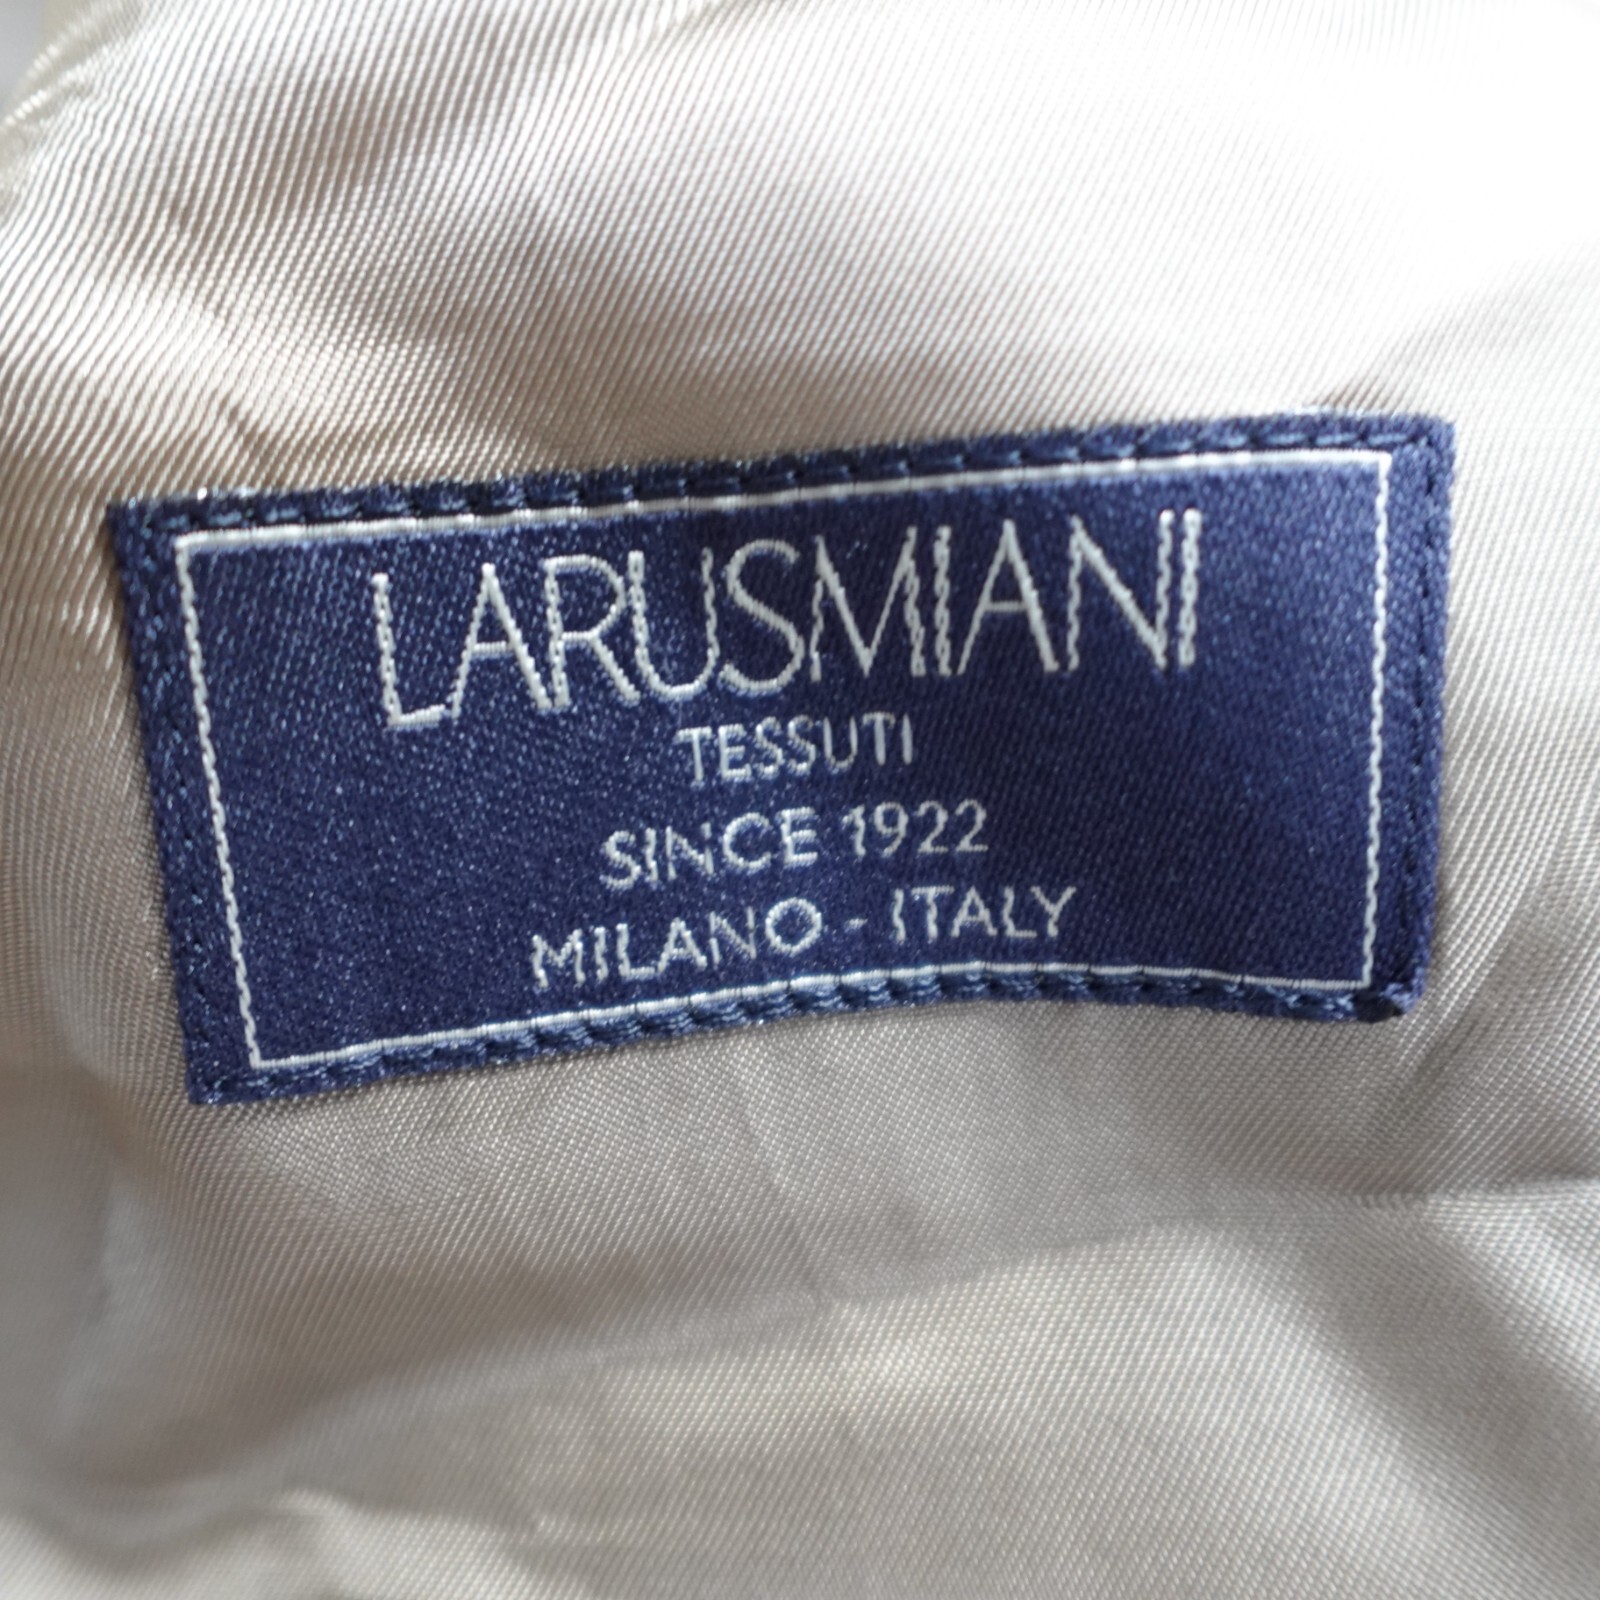 LARUSMIANI
TESSUTI
SINCE 1922
MILANO - ITALY